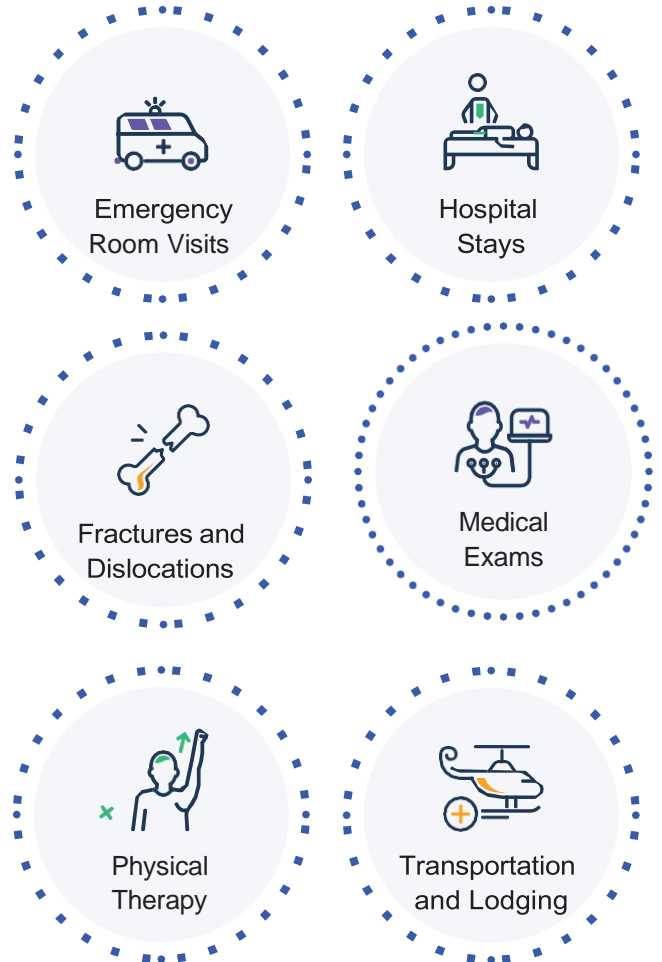 Emergency
Room Visits
Hospital
Stays
Fractures and
Dislocations
Medical
Exams
Physical
Therapy
Transportation
and Lodging